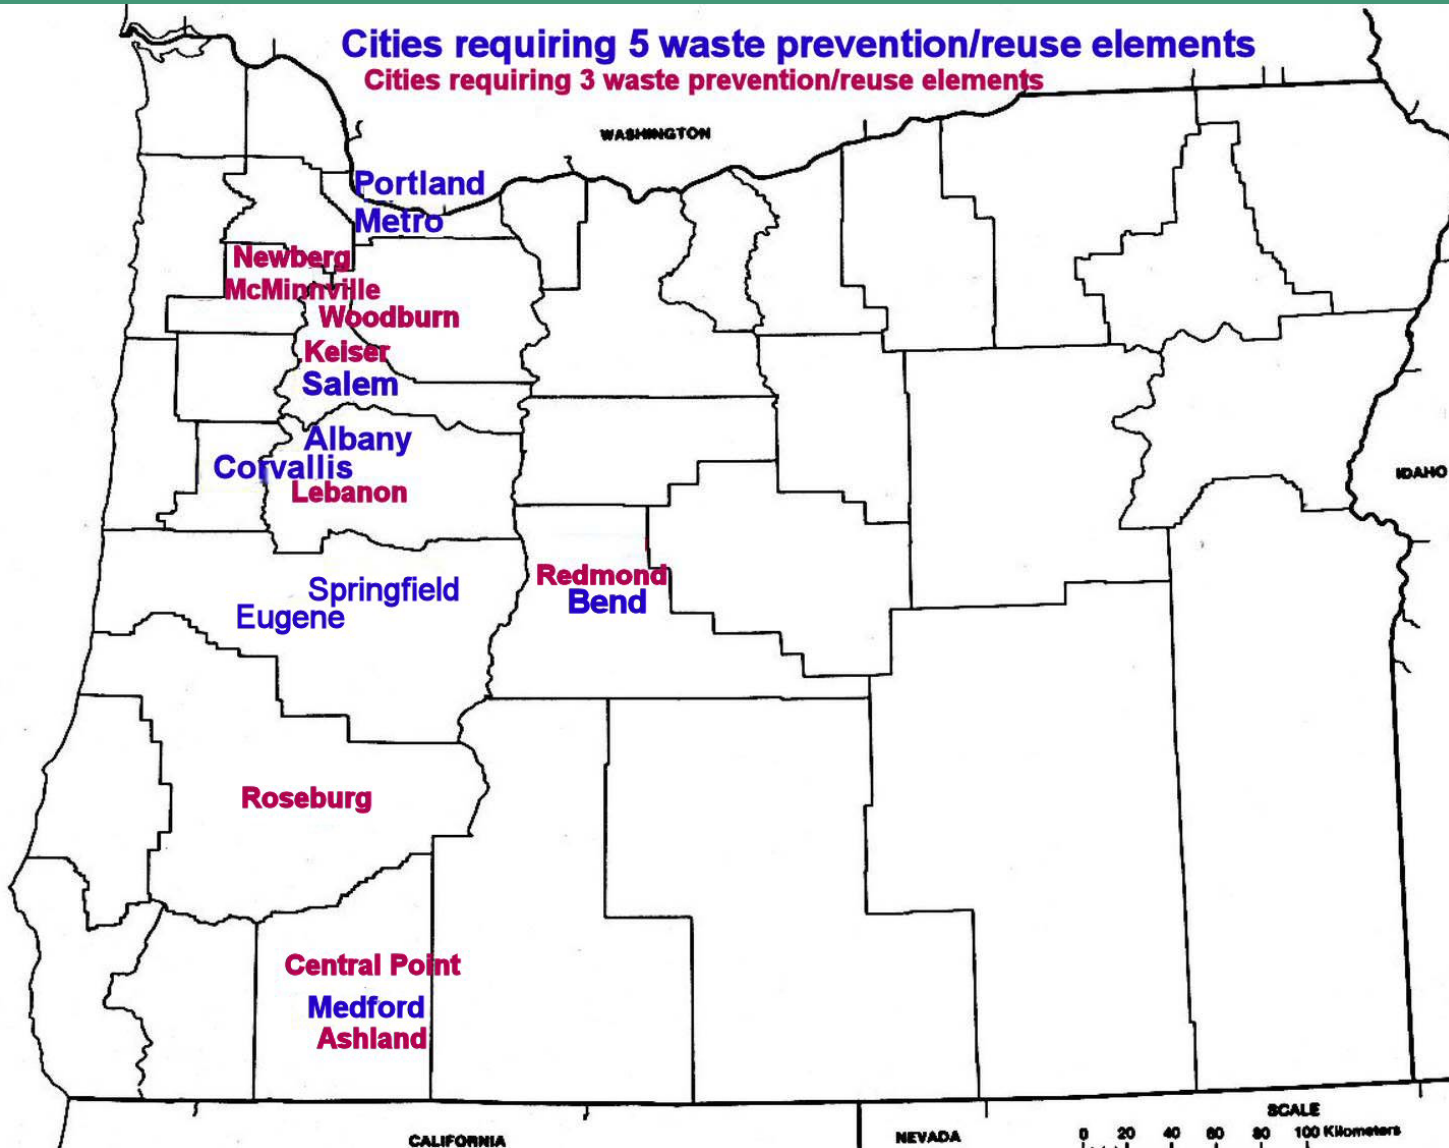 Cities requiring 5 waste prevention/reuse elements
Cities requiring 3 waste prevention/reuse elements
WASHINGTON
Portland
Metro
Newberg
McMinnville
Woodburn
Keiser
Salem
Albany
Corvallis
Lebanon
IDAHO
Springfield
Eugene
Redmond
Bend
Roseburg
Central Point
Medford
Ashland
CALIFORNIA
NEVADA
SCALE
0 20 40 60 80 100 Kilometers